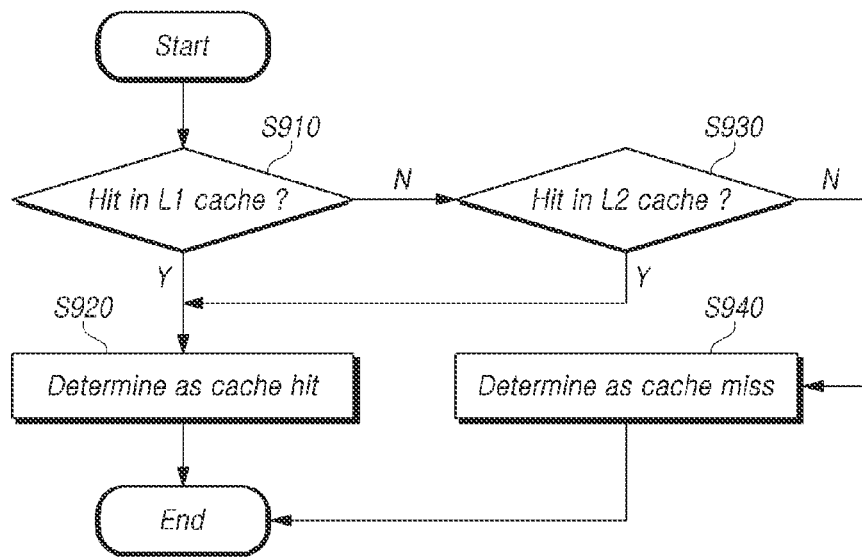 Start
S910
S930
Hit in L1 cache ?
N
Hit in L2 cache ?
N
Y
Y
S920
S940
Determine as cache hit
Determine as cache miss
End